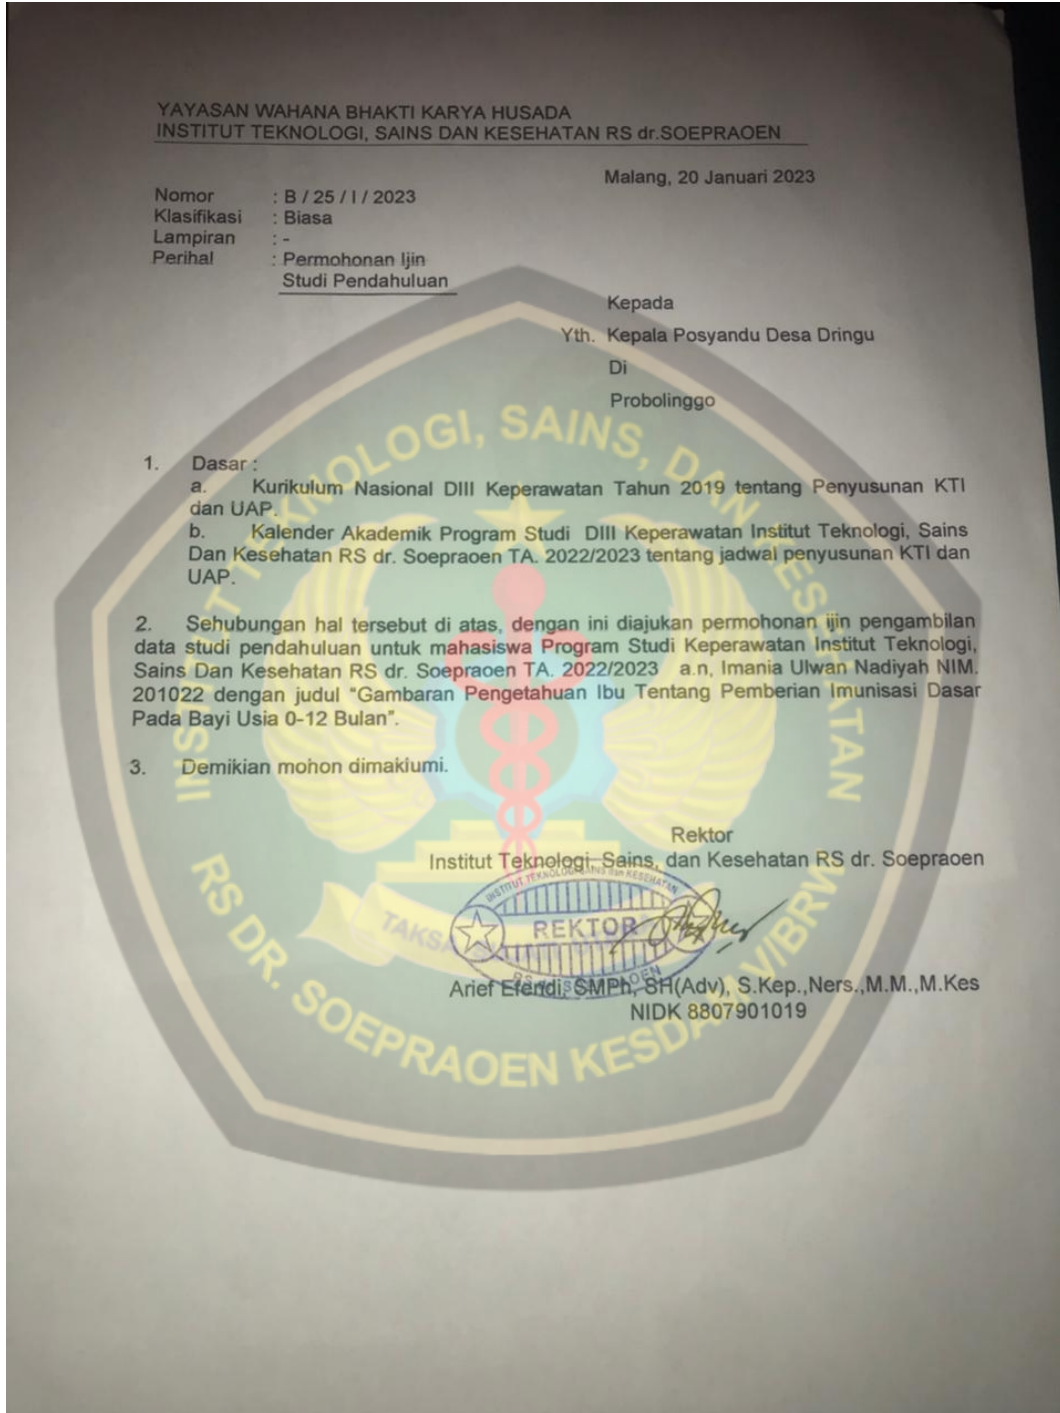 YAYASAN WAHANA BHAKTI KARYA HUSADA
INSTITUT TEKNOLOGI, SAINS DAN KESEHATAN RS dr.SOEPRAOEN
Malang, 20 Januari 2023
Nomor : B / 25 / I / 2023
Klasifikasi : Biasa
Lampiran : -
Perihal : Permohonan Ijin
Studi Pendahuluan
Kepada
Yth. Kepala Posyandu Desa Dringu
Di
Probolinggo
1. Dasar :
a. Kurikulum Nasional DIII Keperawatan Tahun 2019 tentang Penyusunan KTI
dan UAP.
b. Kalender Akademik Program Studi DIII Keperawatan Institut Teknologi, Sains
Dan Kesehatan RS dr. Soepraoen TA. 2022/2023 tentang jadwal penyusunan KTI dan
UAP.
2. Sehubungan hal tersebut di atas, dengan ini diajukan permohonan ijin pengambilan
data studi pendahuluan untuk mahasiswa Program Studi Keperawatan Institut Teknologi,
Sains Dan Kesehatan RS dr. Soepraoen TA. 2022/2023 a.n, Imania Ulwan Nadiyah NIM.
201022 dengan judul “Gambaran Pengetahuan Ibu Tentang Pemberian Imunisasi Dasar
Pada Bayi Usia 0-12 Bulan”.
3. Demikian mohon dimaklumi.
Rektor
Institut Teknologi, Sains, dan Kesehatan RS dr. Soepraoen
INSTITUT TEKNOLOGI SAINS dan KESEHATAN
REKTOR
Arief Efendi, SMPh, SH(Adv), S.Kep.,Ners.,M.M.,M.Kes
NIDK 8807901019
INSTITUT TEKNOLOGI, SAINS, DAN KESEHATAN
RS DR. SOEPRAOEN KESDAM V/BRW